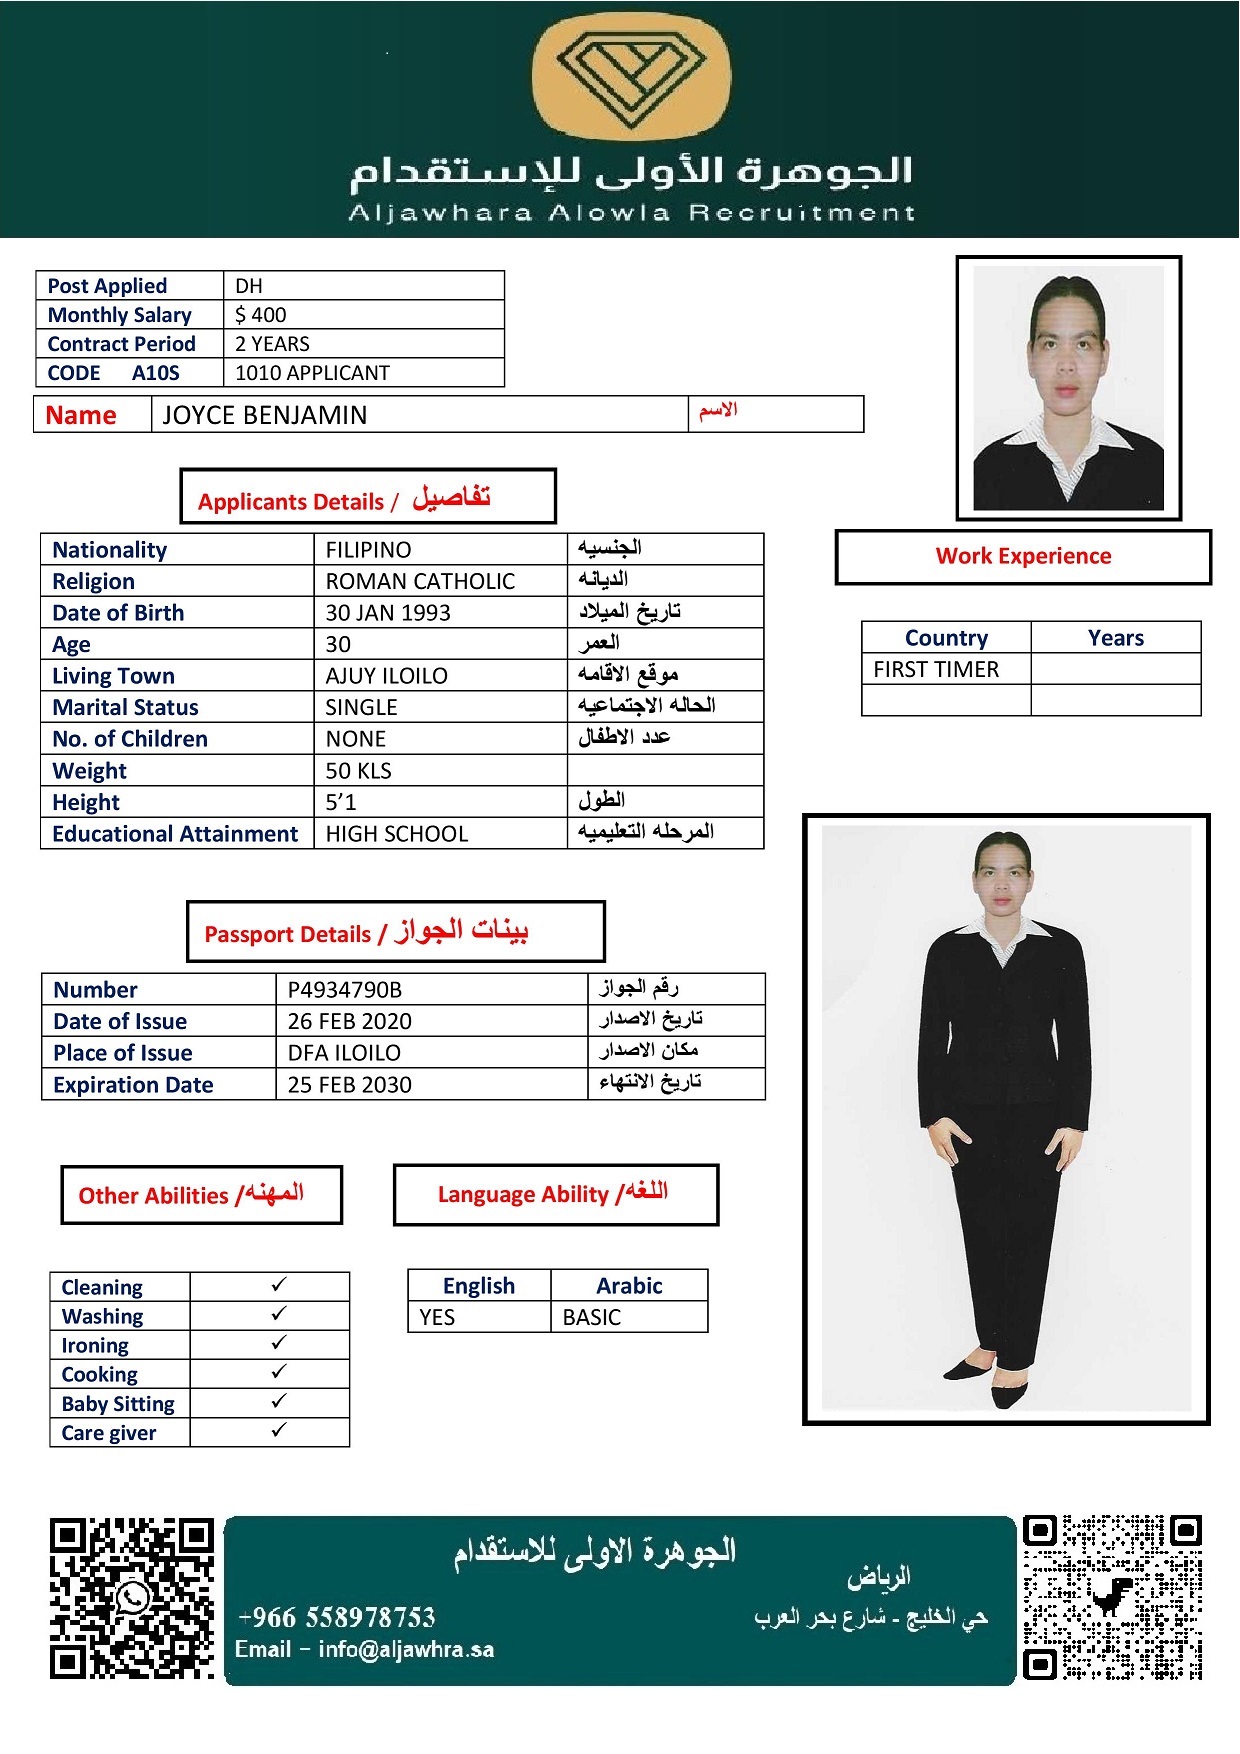 الجوهرة الأولى للإستقدام
Aljawhara Alowla Recruitment
Post Applied DH
Monthly Salary $ 400
Contract Period 2 YEARS
CODE A10S 1010 APPLICANT
Name JOYCE BENJAMIN الاسم
Applicants Details / تفاصيل
Nationality FILIPINO الجنسيه
Religion ROMAN CATHOLIC الديانه
Date of Birth 30 JAN 1993 تاريخ الميلاد
Age 30 العمر
Living Town AJUY ILOILO موقع الاقامه
Marital Status SINGLE الحاله الاجتماعيه
No. of Children NONE عدد الاطفال
Weight 50 KLS
Height 5’1 الطول
Educational Attainment HIGH SCHOOL المرحله التعليميه
Work Experience
Country Years
FIRST TIMER
Passport Details / بينات الجواز
Number P4934790B رقم الجواز
Date of Issue 26 FEB 2020 تاريخ الاصدار
Place of Issue DFA ILOILO مكان الاصدار
Expiration Date 25 FEB 2030 تاريخ الانتهاء
Other Abilities /المهنه
Cleaning ✓
Washing ✓
Ironing ✓
Cooking ✓
Baby Sitting ✓
Care giver ✓
Language Ability /اللغه
English Arabic
YES BASIC
الجوهرة الاولى للاستقدام
الرياض
حي الخليج - شارع بحر العرب
+966 558978753
Email – info@aljawhra.sa